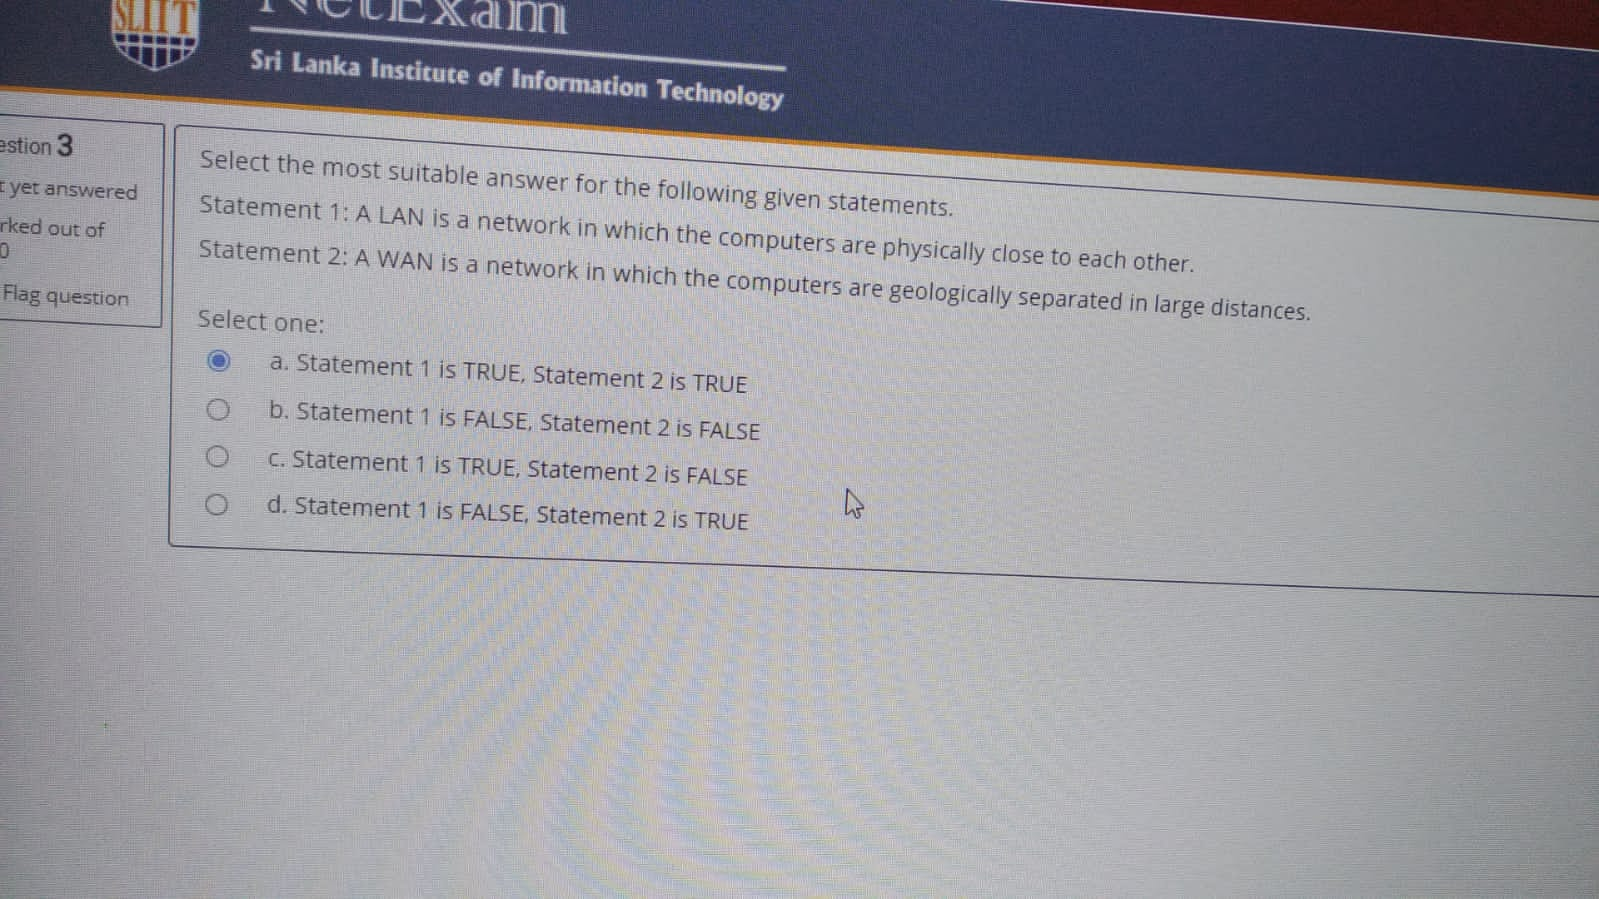 SLIIT
NetExam
Sri Lanka Institute of Information Technology
estion 3
t yet answered
rked out of
0
Flag question
Select the most suitable answer for the following given statements.
Statement 1: A LAN is a network in which the computers are physically close to each other.
Statement 2: A WAN is a network in which the computers are geologically separated in large distances.
Select one:
a. Statement 1 is TRUE, Statement 2 is TRUE
b. Statement 1 is FALSE, Statement 2 is FALSE
c. Statement 1 is TRUE, Statement 2 is FALSE
d. Statement 1 is FALSE, Statement 2 is TRUE